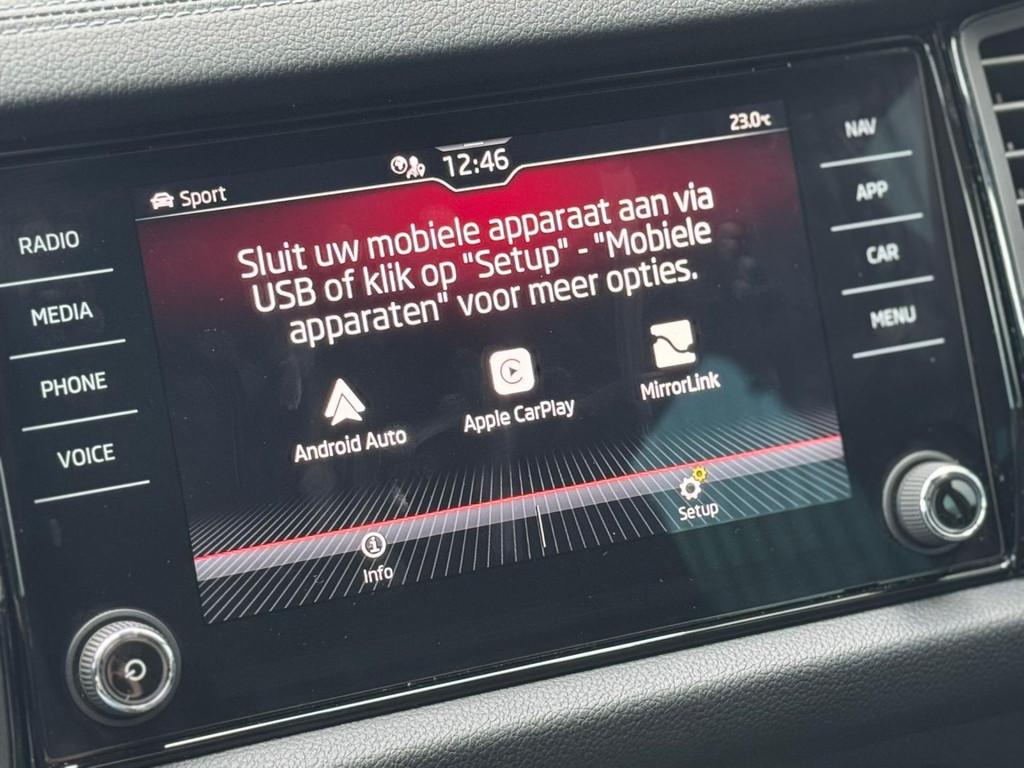 23.0°C
12:46
Sport
NAV
RADIO
APP
Sluit uw mobiele apparaat aan via
USB of klik op "Setup" - "Mobiele
apparaten" voor meer opties.
CAR
MEDIA
MENU
PHONE
Android Auto
Apple CarPlay
MirrorLink
VOICE
Setup
Info